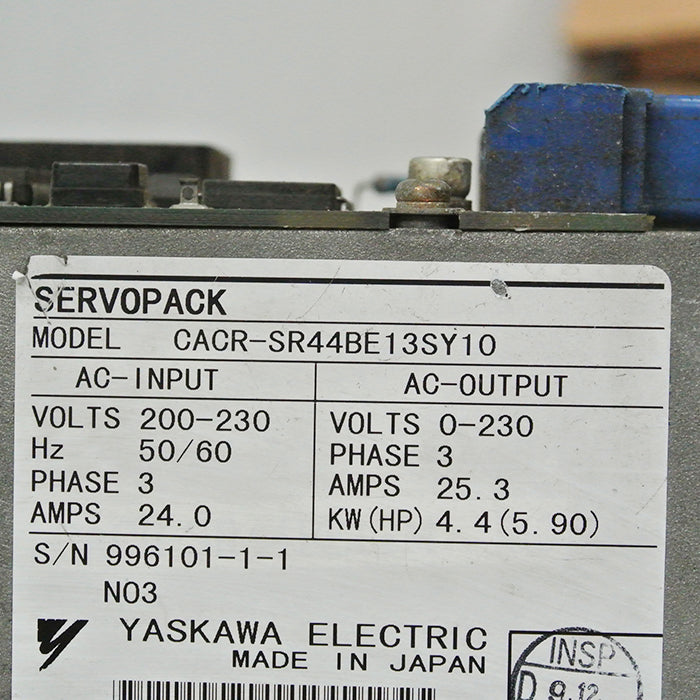 SERVOPACK
MODEL CACR-SR44BE13SY10
AC-INPUT AC-OUTPUT
VOLTS 200-230 VOLTS 0-230
Hz 50/60 PHASE 3
PHASE 3 AMPS 25.3
AMPS 24.0 KW(HP) 4.4(5.90)
S/N 996101-1-1
N03
YASKAWA ELECTRIC
MADE IN JAPAN
INSP
D 9.12